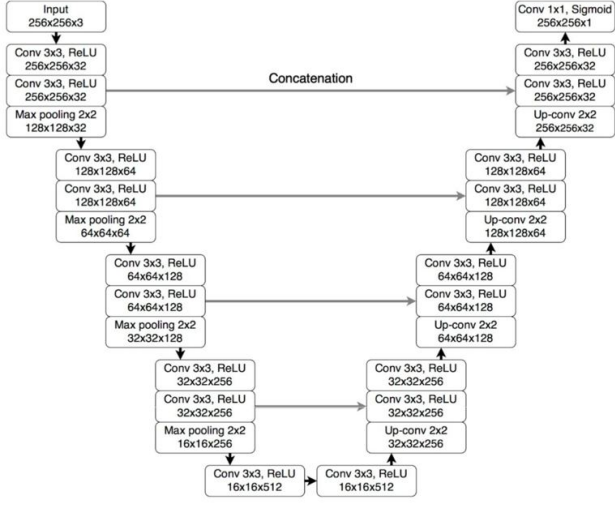 Input
256x256x3
Conv 3x3, ReLU
256x256x32
Conv 3x3, ReLU
256x256x32
Max pooling 2x2
128x128x32
Conv 3x3, ReLU
128x128x64
Conv 3x3, ReLU
128x128x64
Max pooling 2x2
64x64x64
Conv 3x3, ReLU
64x64x128
Conv 3x3, ReLU
64x64x128
Max pooling 2x2
32x32x128
Conv 3x3, ReLU
32x32x256
Conv 3x3, ReLU
32x32x256
Max pooling 2x2
16x16x256
Conv 3x3, ReLU
16x16x512
Conv 3x3, ReLU
16x16x512
Concatenation
Conv 1x1, Sigmoid
256x256x1
Conv 3x3, ReLU
256x256x32
Conv 3x3, ReLU
256x256x32
Up-conv 2x2
256x256x32
Conv 3x3, ReLU
128x128x64
Conv 3x3, ReLU
128x128x64
Up-conv 2x2
128x128x64
Conv 3x3, ReLU
64x64x128
Conv 3x3, ReLU
64x64x128
Up-conv 2x2
64x64x128
Conv 3x3, ReLU
32x32x256
Conv 3x3, ReLU
32x32x256
Up-conv 2x2
32x32x256